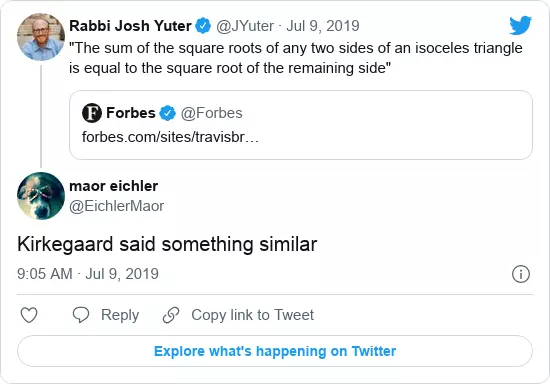 Rabbi Josh Yuter @JYuter · Jul 9, 2019
"The sum of the square roots of any two sides of an isoceles triangle
is equal to the square root of the remaining side"
Forbes @Forbes
forbes.com/sites/travisbr…
maor eichler
@EichlerMaor
Kirkegaard said something similar
9:05 AM · Jul 9, 2019
Reply Copy link to Tweet
Explore what's happening on Twitter